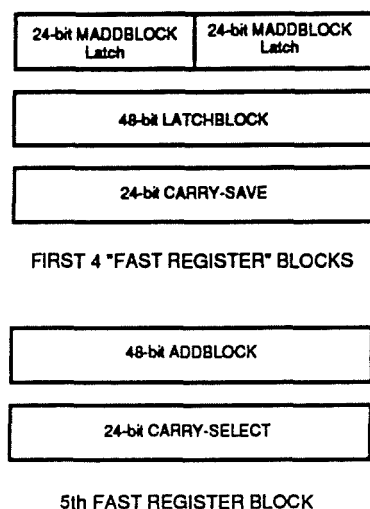 24-bit MADDBLOCK Latch
24-bit MADDBLOCK Latch
48-bit LATCHBLOCK
24-bit CARRY-SAVE
FIRST 4 "FAST REGISTER" BLOCKS
48-bit ADDBLOCK
24-bit CARRY-SELECT
5th FAST REGISTER BLOCK